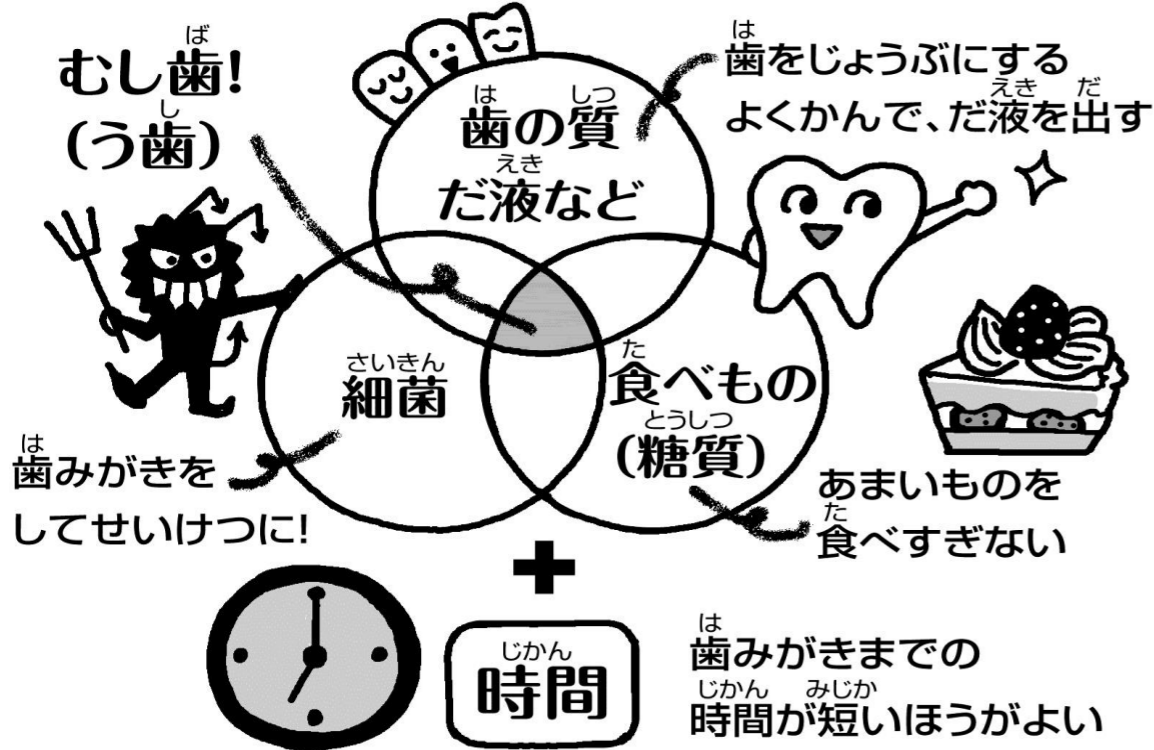 むし歯!
(う歯)
歯の質
だ液など
歯をじょうぶにする
よくかんで、だ液を出す
細菌
食べもの
(糖質)
歯みがきを
してせいけつに!
あまいものを
食べすぎない
+
時間
歯みがきまでの
時間が短いほうがよい